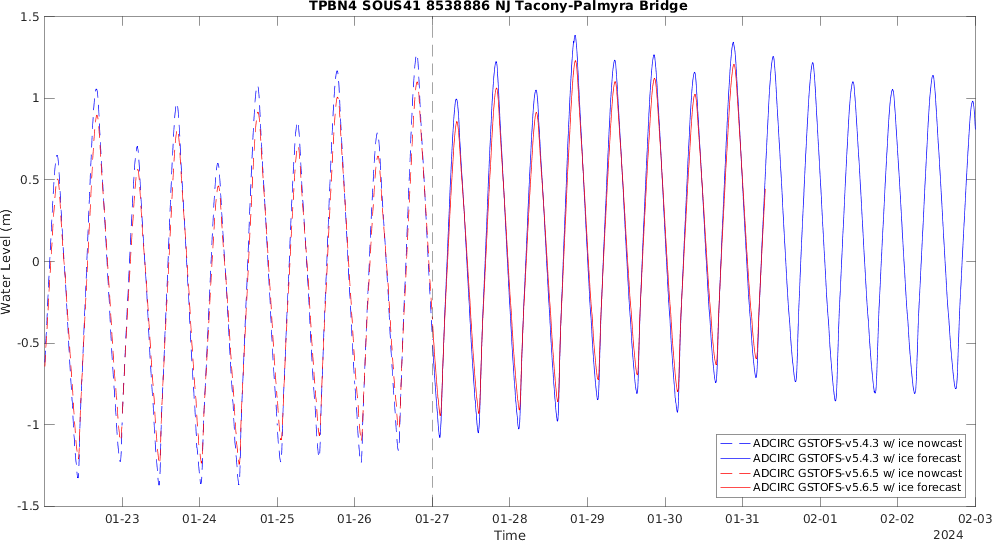 TPBN4 SOUS41 8538886 NJ Tacony-Palmyra Bridge
1.5
1
0.5
0
-0.5
-1
-1.5
Water Level (m)
01-23 01-24 01-25 01-26 01-27 01-28 01-29 01-30 01-31 02-01 02-02 02-03
Time
2024
ADCIRC GSTOFS-v5.4.3 w/ ice nowcast
ADCIRC GSTOFS-v5.4.3 w/ ice forecast
ADCIRC GSTOFS-v5.6.5 w/ ice nowcast
ADCIRC GSTOFS-v5.6.5 w/ ice forecast